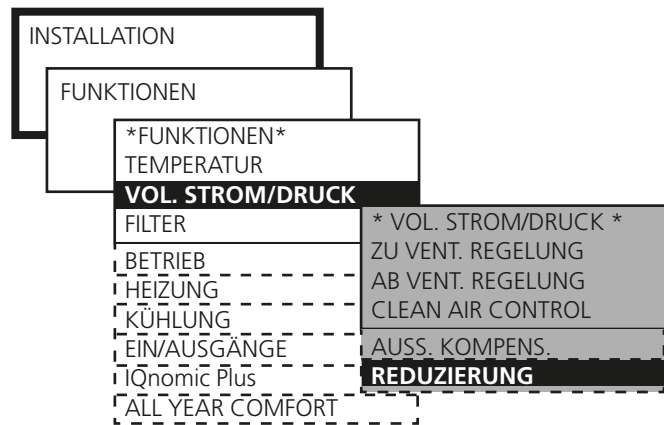 INSTALLATION
FUNKTIONEN
*FUNKTIONEN*
TEMPERATUR
VOL. STROM/DRUCK
FILTER
BETRIEB
HEIZUNG
KÜHLUNG
EIN/AUSGÄNGE
IQnomic Plus
ALL YEAR COMFORT
* VOL. STROM/DRUCK *
ZU VENT. REGELUNG
AB VENT. REGELUNG
CLEAN AIR CONTROL
AUSS. KOMPENS.
REDUZIERUNG